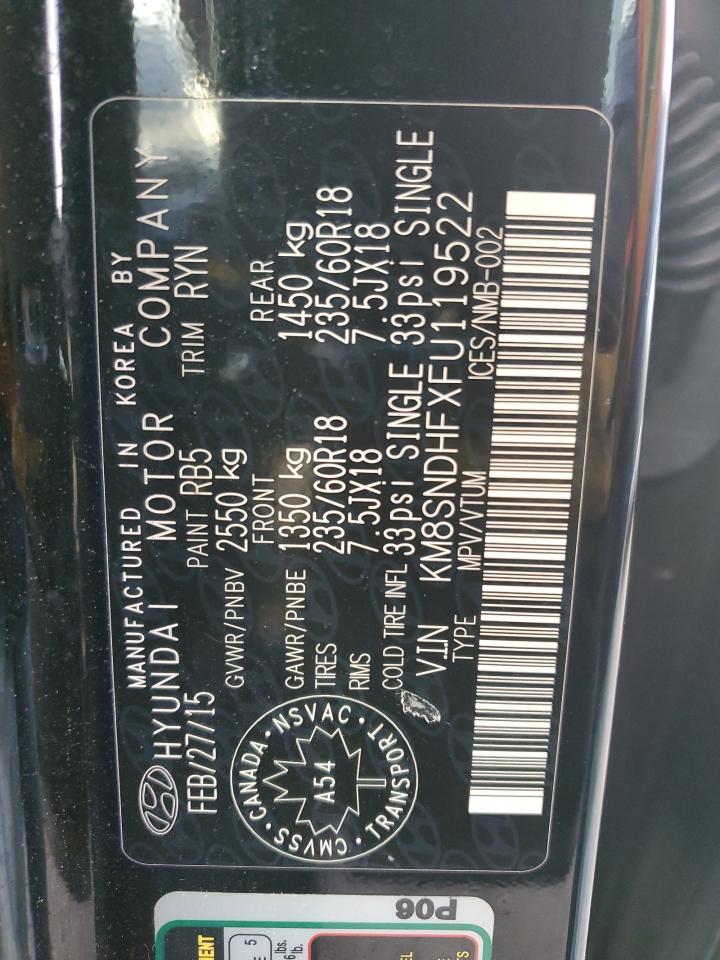 MANUFACTURED IN KOREA BY
HYUNDAI MOTOR COMPANY
FEB/27/15 PAINT RB5 TRIM RYN
GVWR/PNBV 2550 kg
FRONT REAR
GAWR/PNBE 1350 kg 1450 kg
TIRES 235/60R18 235/60R18
RIMS 7.5JX18 7.5JX18
COLD TIRE INFL 33psi SINGLE 33psi SINGLE
VIN KM8SNDHFXFU119522
TYPE MPV/VTUM ICES/NMB-002
CANADA · NSVAC · TRANSPORT · CMVSS ·
A54
P06
5
lbs.
lb.